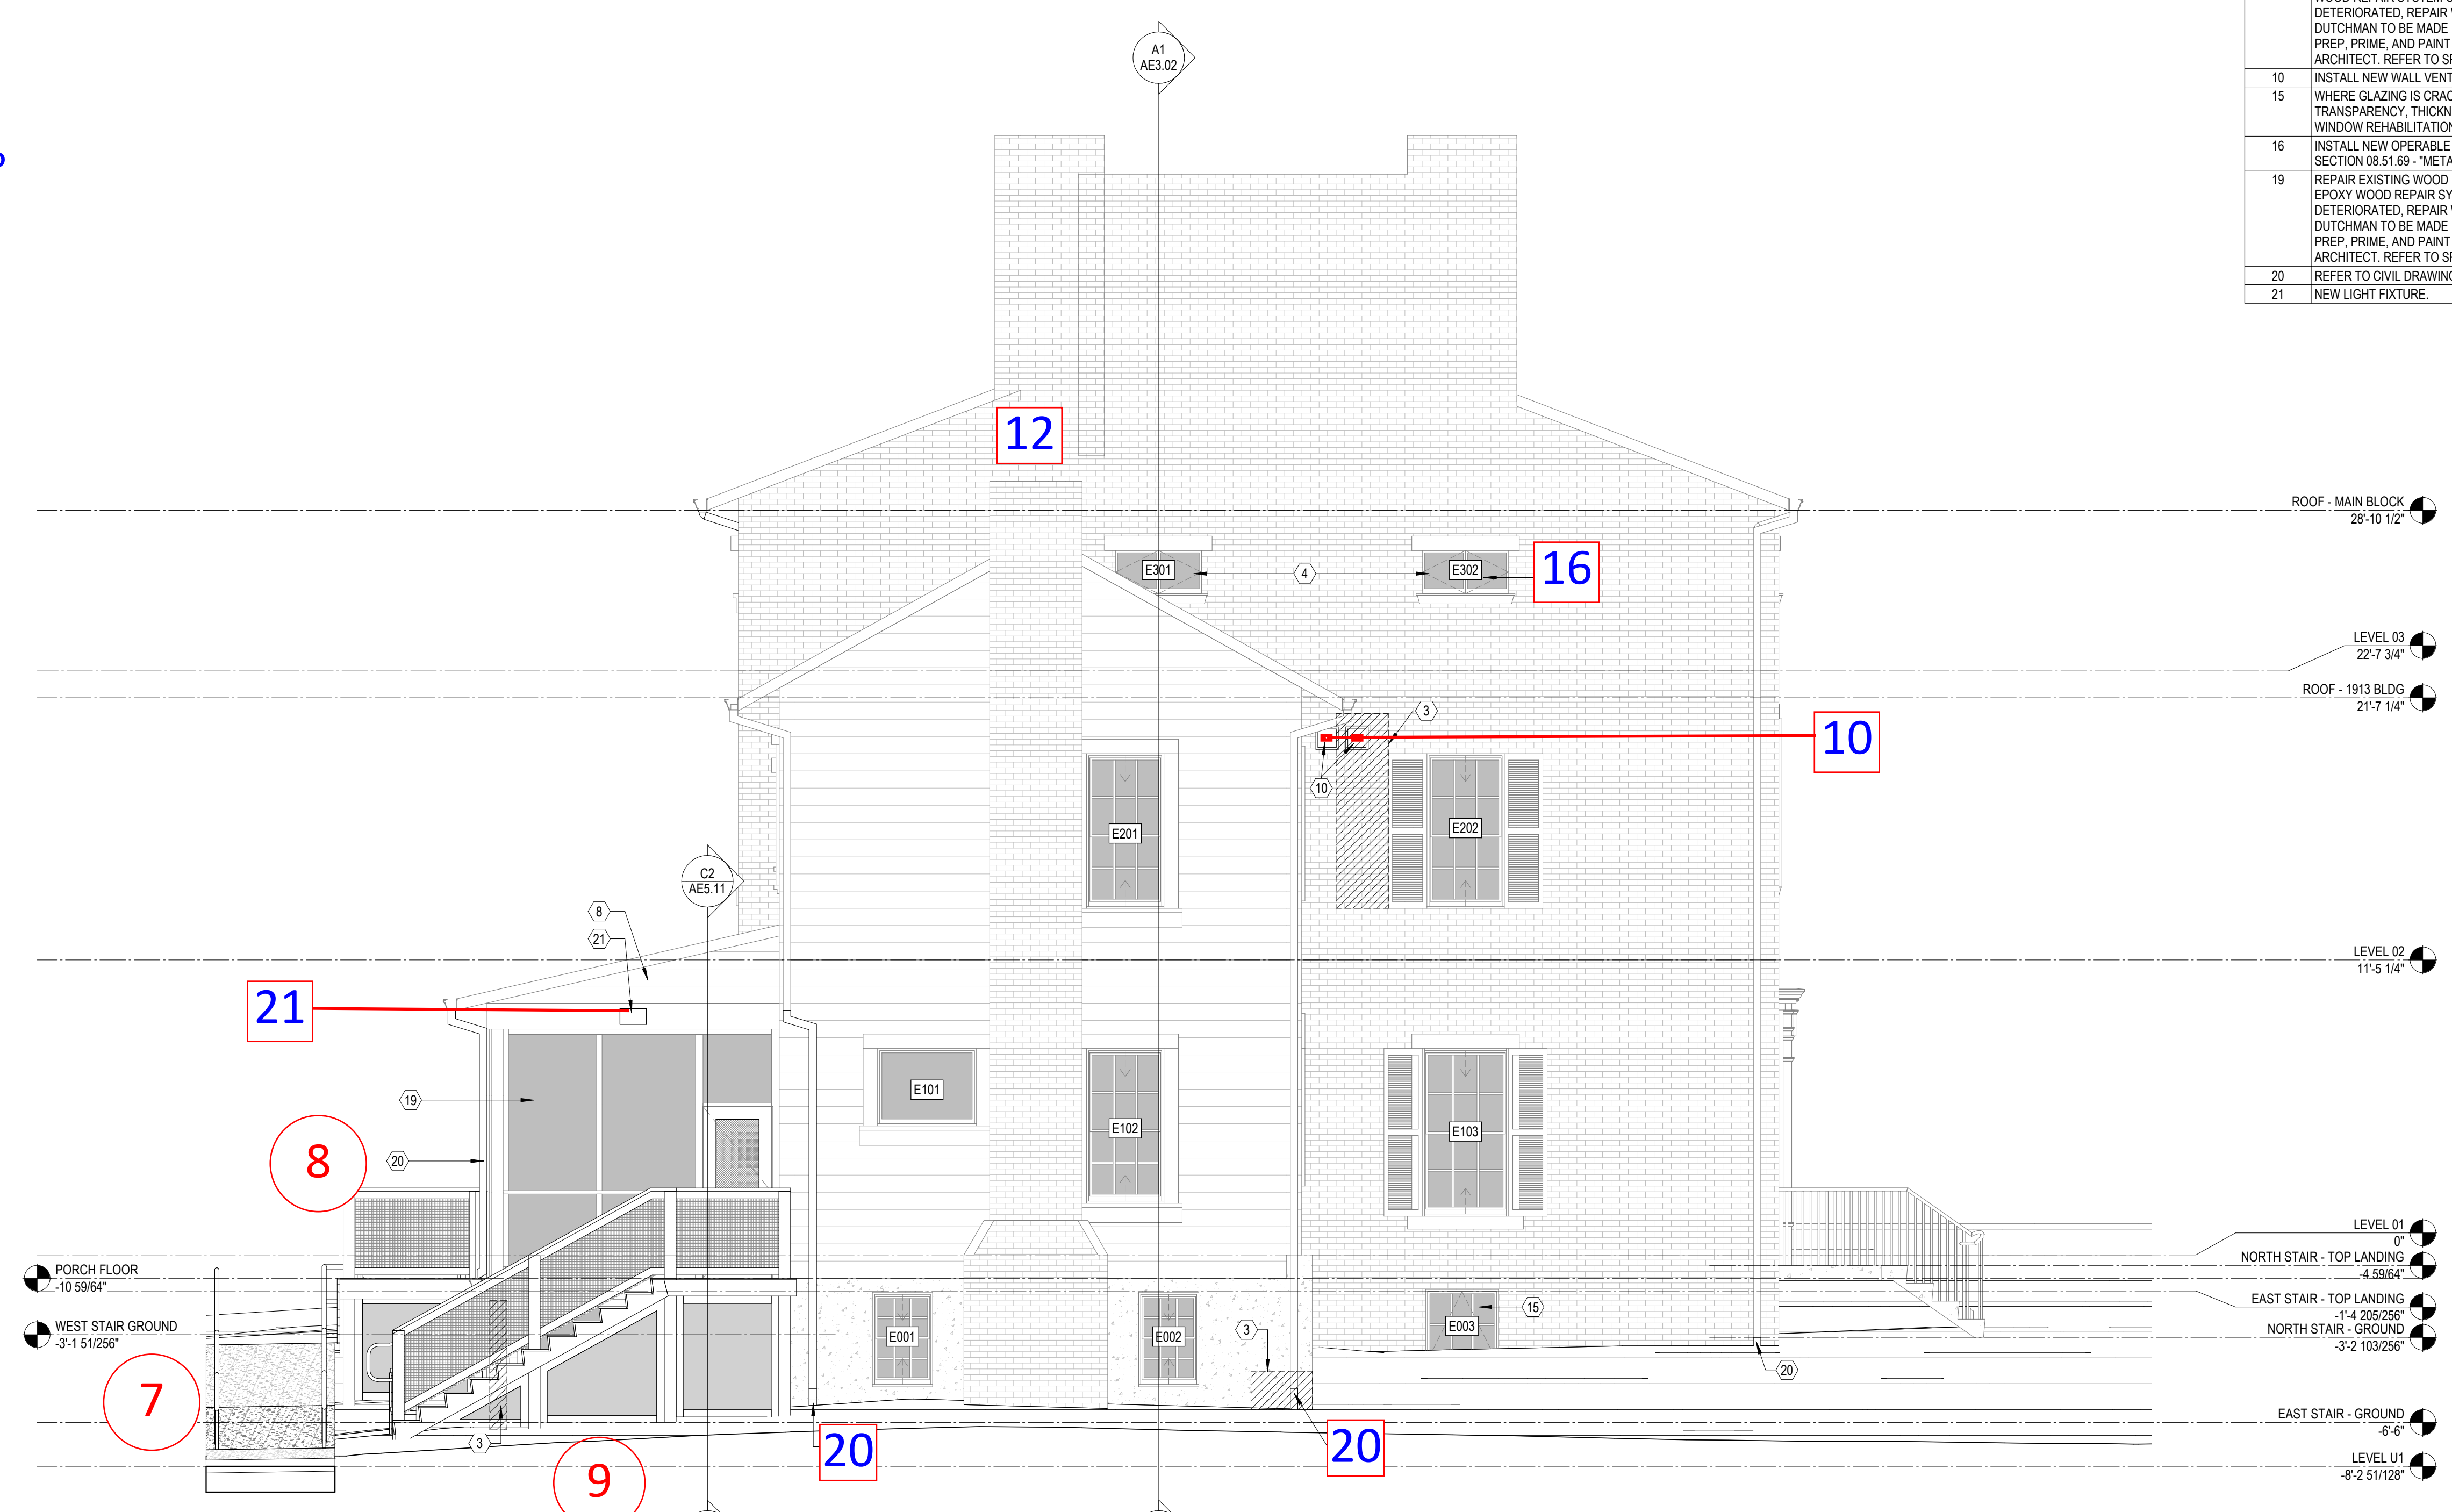 DETERIORATED, REPAIR
DUTCHMAN TO BE MADE
PREP, PRIME, AND PAINT
ARCHITECT. REFER TO
10 INSTALL NEW WALL VENT
15 WHERE GLAZING IS
TRANSPARENCY,
WINDOW
16 INSTALL NEW OPERABLE
SECTION 08.51.69 -
19 REPAIR EXISTING WOOD
EPOXY WOOD REPAIR
DETERIORATED, REPAIR
DUTCHMAN TO BE MADE
PREP, PRIME, AND PAINT
ARCHITECT. REFER TO
20 REFER TO CIVIL
21 NEW LIGHT FIXTURE.
A1
AE3.02
12
ROOF - MAIN BLOCK
28'-10 1/2"
E301
4
E302
16
LEVEL 03
22'-7 3/4"
ROOF - 1913 BLDG
21'-7 1/4"
3
10
10
E201
E202
C2
AE5.11
8
21
LEVEL 02
11'-5 1/4"
21
E101
19
E102
E103
8
20
LEVEL 01
0"
NORTH STAIR - TOP LANDING
-4 59/64"
PORCH FLOOR
-10 59/64"
EAST STAIR - TOP LANDING
-1'-4 205/256"
WEST STAIR GROUND
-3'-1 51/256"
E001
E002
3
E003
15
NORTH STAIR - GROUND
-3'-2 103/256"
20
7
EAST STAIR - GROUND
-6'-6"
3
20
20
9
LEVEL U1
-8'-2 51/128"